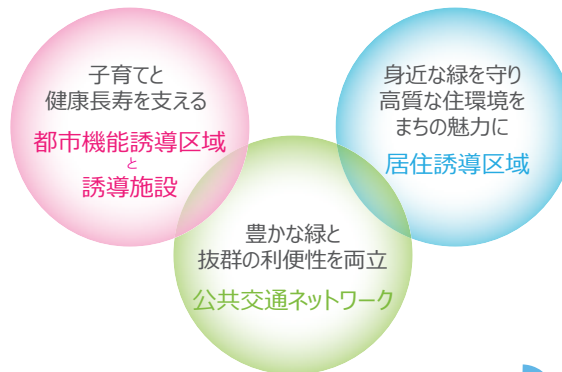 子育てと
健康長寿を支える
都市機能誘導区域
と
誘導施設
身近な緑を守り
高質な住環境を
まちの魅力に
居住誘導区域
豊かな緑と
抜群の利便性を両立
公共交通ネットワーク